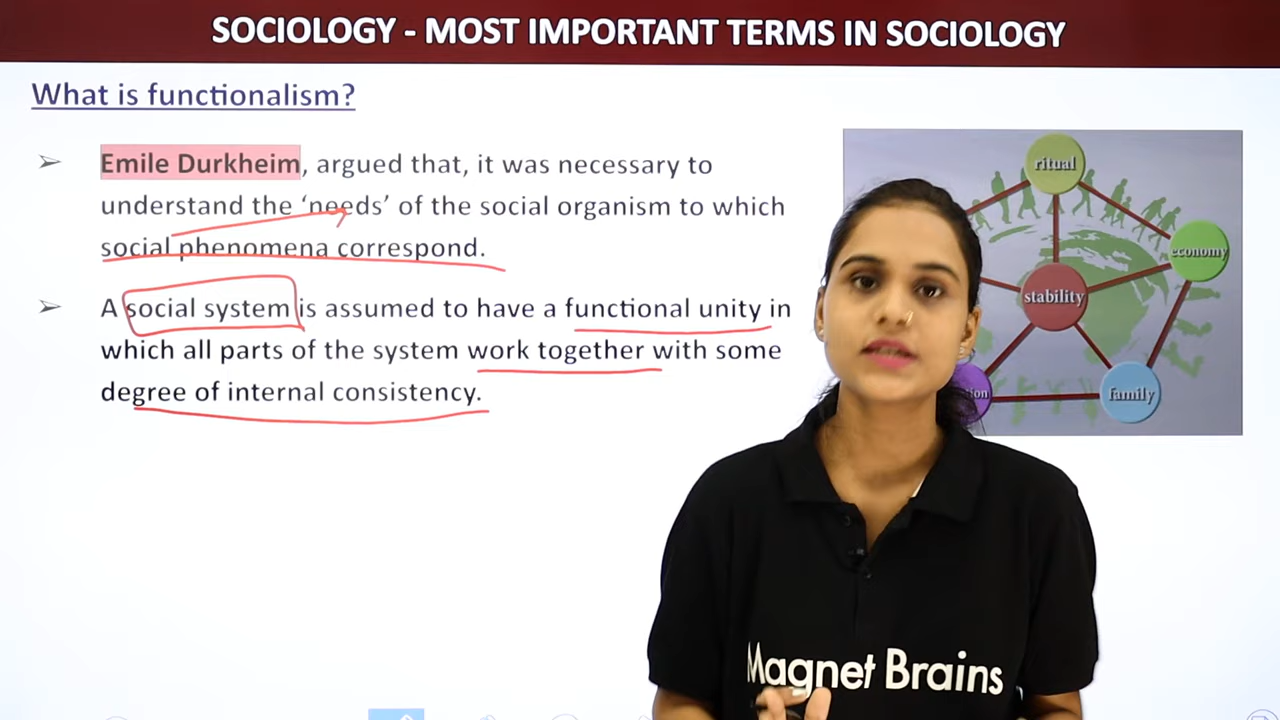 SOCIOLOGY - MOST IMPORTANT TERMS IN SOCIOLOGY
What is functionalism?
➢ Emile Durkheim, argued that, it was necessary to
understand the ‘needs’ of the social organism to which
social phenomena correspond.
➢ A social system is assumed to have a functional unity in
which all parts of the system work together with some
degree of internal consistency.
ritual
economy
stability
family
Magnet Brains